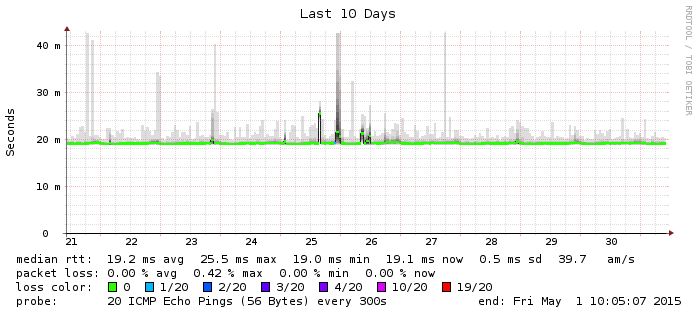 Last 10 Days
RRDTOOL / TOBI OETIKER
Seconds
40 m
30 m
20 m
10 m
0
21 22 23 24 25 26 27 28 29 30
median rtt: 19.2 ms avg 25.5 ms max 19.0 ms min 19.1 ms now 0.5 ms sd 39.7 am/s
packet loss: 0.00 % avg 0.42 % max 0.00 % min 0.00 % now
loss color: 0 1/20 2/20 3/20 4/20 10/20 19/20
probe: 20 ICMP Echo Pings (56 Bytes) every 300s end: Fri May 1 10:05:07 2015